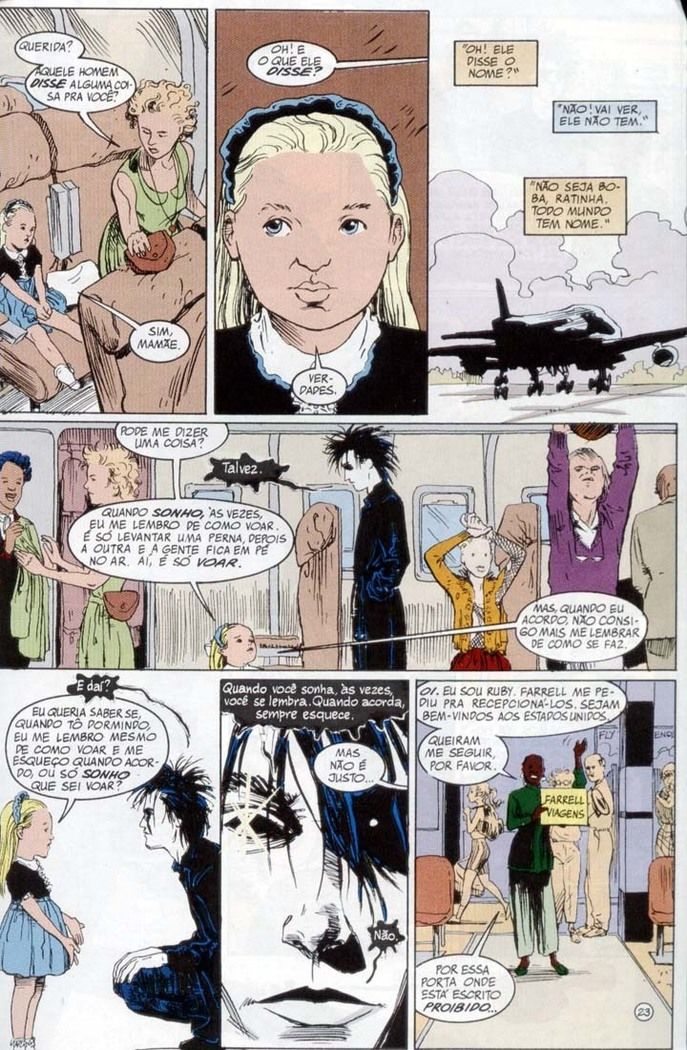 QUERIDA?
AQUELE HOMEM
DISSE ALGUMA COI-
SA PRA VOCÊ?
SIM,
MAMÃE.
OH! E
O QUE ELE
DISSE?
VER-
DADES.
"OH! ELE
DISSE O
NOME?"
"NÃO! VAI VER,
ELE NÃO TEM."
"NÃO SEJA BO-
BA, RATINHA.
TODO MUNDO
TEM NOME."
PODE ME DIZER
UMA COISA?
Talvez.
QUANDO SONHO, ÀS VEZES,
EU ME LEMBRO DE COMO VOAR.
É SÓ LEVANTAR UMA PERNA, DEPOIS
A OUTRA E A GENTE FICA EM PÉ
NO AR. AÍ, É SÓ VOAR.
MAS, QUANDO EU
ACORDO, NÃO CONSI-
GO MAIS ME LEMBRAR
DE COMO SE FAZ.
E daí?
EU QUERIA SABER SE,
QUANDO TÔ DORMINDO,
EU ME LEMBRO MESMO
DE COMO VOAR E ME
ESQUEÇO QUANDO ACOR-
DO, OU SÓ SONHO
QUE SEI VOAR?
Quando você sonha, às vezes,
você se lembra. Quando acorda,
sempre esquece.
MAS
NÃO É
JUSTO...
Não.
OI. EU SOU RUBY. FARRELL ME PE-
DIU PRA RECEPCIONÁ-LOS. SEJAM
BEM-VINDOS AOS ESTADOS UNIDOS.
QUEIRAM
ME SEGUIR,
POR FAVOR.
FLY
FARRELL
VIAGENS
POR ESSA
PORTA ONDE
ESTÁ ESCRITO
PROIBIDO...
23